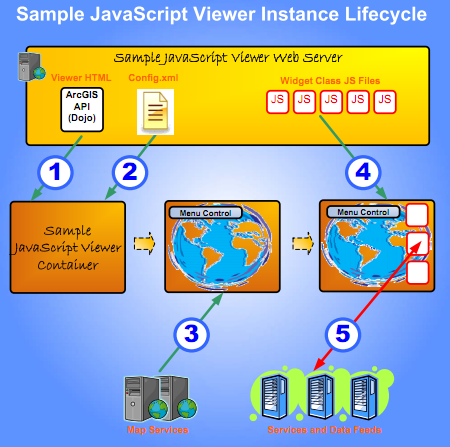 Sample JavaScript Viewer Instance Lifecycle
Sample JavaScript Viewer Web Server
Viewer HTML
Config.xml
Widget Class JS Files
ArcGIS
API
(Dojo)
JS JS JS JS JS
1
2
4
Sample
JavaScript Viewer
Container
Menu Control
Menu Control
3
5
Map Services
Services and Data Feeds